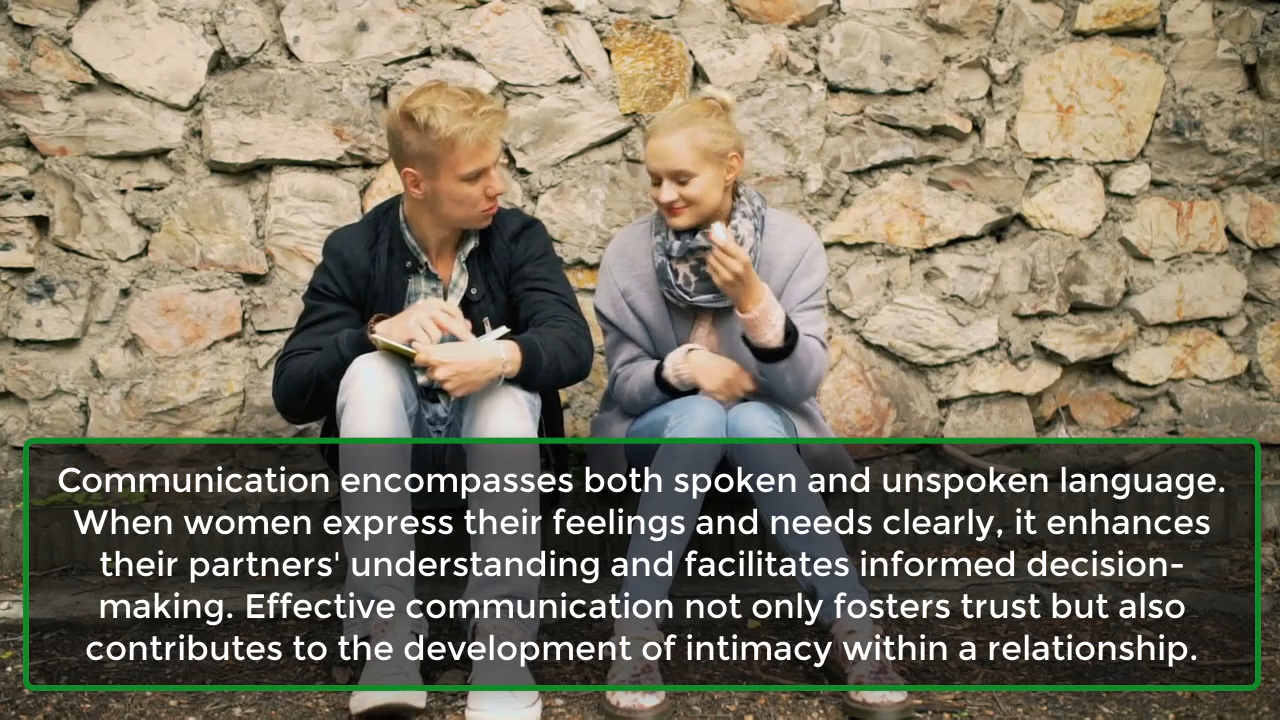 Communication encompasses both spoken and unspoken language.
When women express their feelings and needs clearly, it enhances
their partners' understanding and facilitates informed decision-
making. Effective communication not only fosters trust but also
contributes to the development of intimacy within a relationship.